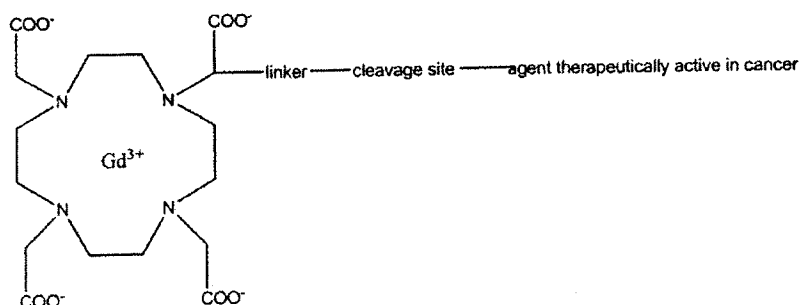 COO⁻
COO⁻
linker — cleavage site — agent therapeutically active in cancer
N
N
Gd³⁺
N
N
COO⁻
COO⁻